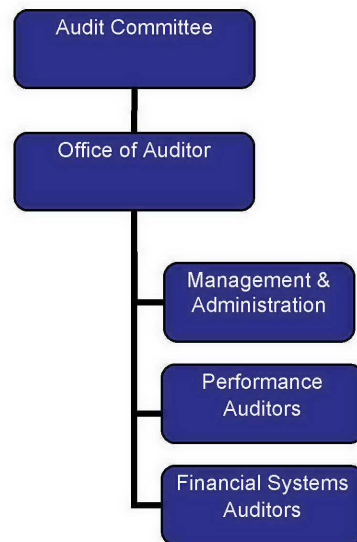 Audit Committee
Office of Auditor
Management &
Administration
Performance
Auditors
Financial Systems
Auditors